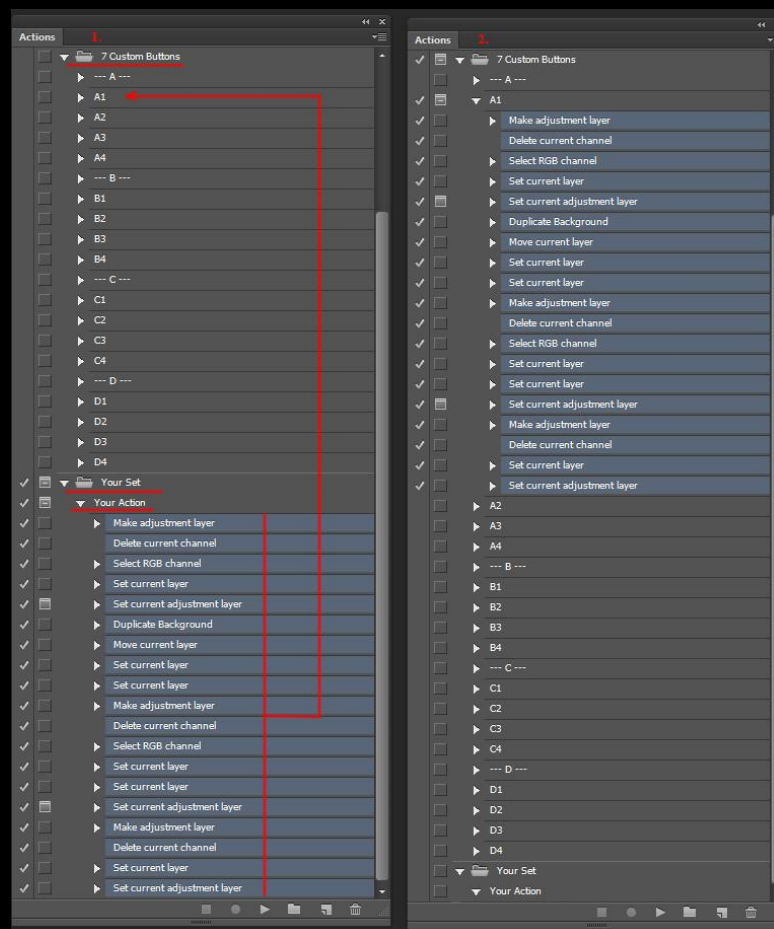 Actions
1.
7 Custom Buttons
--- A ---
A1
A2
A3
A4
--- B ---
B1
B2
B3
B4
--- C ---
C1
C2
C3
C4
--- D ---
D1
D2
D3
D4
Your Set
Your Action
Make adjustment layer
Delete current channel
Select RGB channel
Set current layer
Set current adjustment layer
Duplicate Background
Move current layer
Set current layer
Set current layer
Make adjustment layer
Delete current channel
Select RGB channel
Set current layer
Set current layer
Set current adjustment layer
Make adjustment layer
Delete current channel
Set current layer
Set current adjustment layer
Actions
2.
7 Custom Buttons
--- A ---
A1
Make adjustment layer
Delete current channel
Select RGB channel
Set current layer
Set current adjustment layer
Duplicate Background
Move current layer
Set current layer
Set current layer
Make adjustment layer
Delete current channel
Select RGB channel
Set current layer
Set current layer
Set current adjustment layer
Make adjustment layer
Delete current channel
Set current layer
Set current adjustment layer
A2
A3
A4
--- B ---
B1
B2
B3
B4
--- C ---
C1
C2
C3
C4
--- D ---
D1
D2
D3
D4
Your Set
Your Action